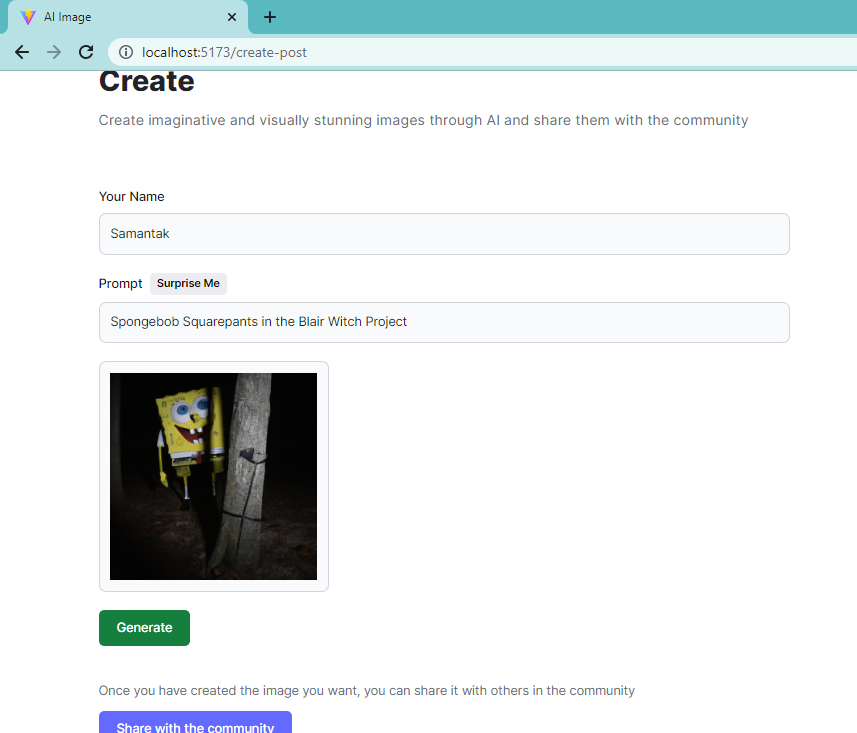 AI Image
localhost:5173/create-post
Create
Create imaginative and visually stunning images through AI and share them with the community
Your Name
Samantak
Prompt Surprise Me
Spongebob Squarepants in the Blair Witch Project
Generate
Once you have created the image you want, you can share it with others in the community
Share with the community